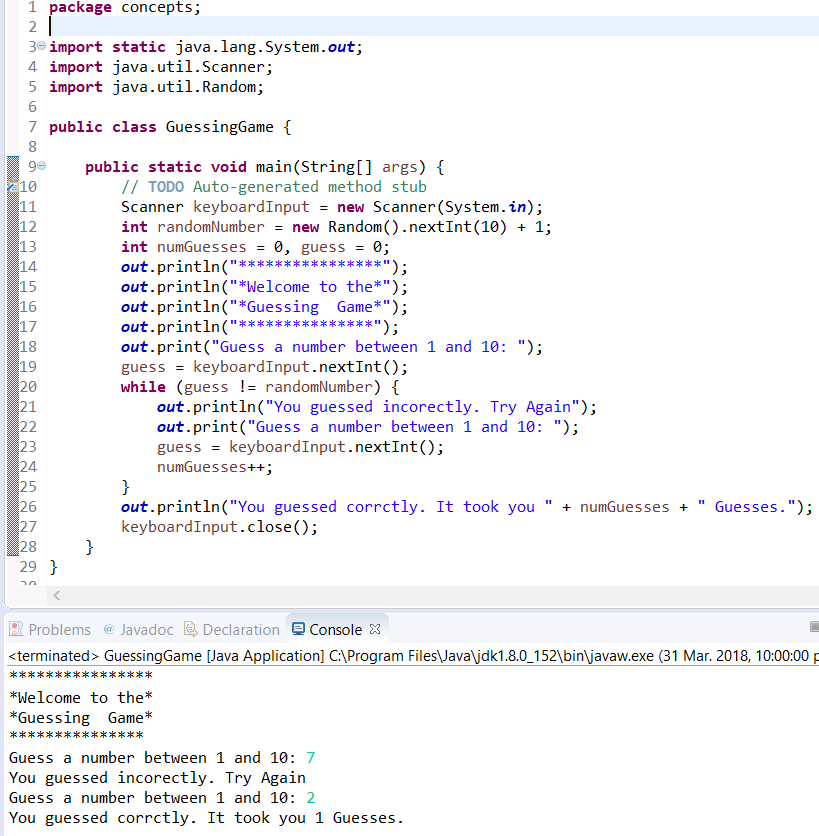 1 package concepts;
2
3 import static java.lang.System.out;
4 import java.util.Scanner;
5 import java.util.Random;
6
7 public class GuessingGame {
8
9     public static void main(String[] args) {
10         // TODO Auto-generated method stub
11         Scanner keyboardInput = new Scanner(System.in);
12         int randomNumber = new Random().nextInt(10) + 1;
13         int numGuesses = 0, guess = 0;
14         out.println("****************");
15         out.println("*Welcome to the*");
16         out.println("*Guessing  Game*");
17         out.println("***************");
18         out.print("Guess a number between 1 and 10: ");
19         guess = keyboardInput.nextInt();
20         while (guess != randomNumber) {
21             out.println("You guessed incorectly. Try Again");
22             out.print("Guess a number between 1 and 10: ");
23             guess = keyboardInput.nextInt();
24             numGuesses++;
25         }
26         out.println("You guessed corrctly. It took you " + numGuesses + " Guesses.");
27         keyboardInput.close();
28     }
29 }
Problems @ Javadoc Declaration Console
<terminated> GuessingGame [Java Application] C:\Program Files\Java\jdk1.8.0_152\bin\javaw.exe (31 Mar. 2018, 10:00:00 p
****************
*Welcome to the*
*Guessing  Game*
***************
Guess a number between 1 and 10: 7
You guessed incorectly. Try Again
Guess a number between 1 and 10: 2
You guessed corrctly. It took you 1 Guesses.